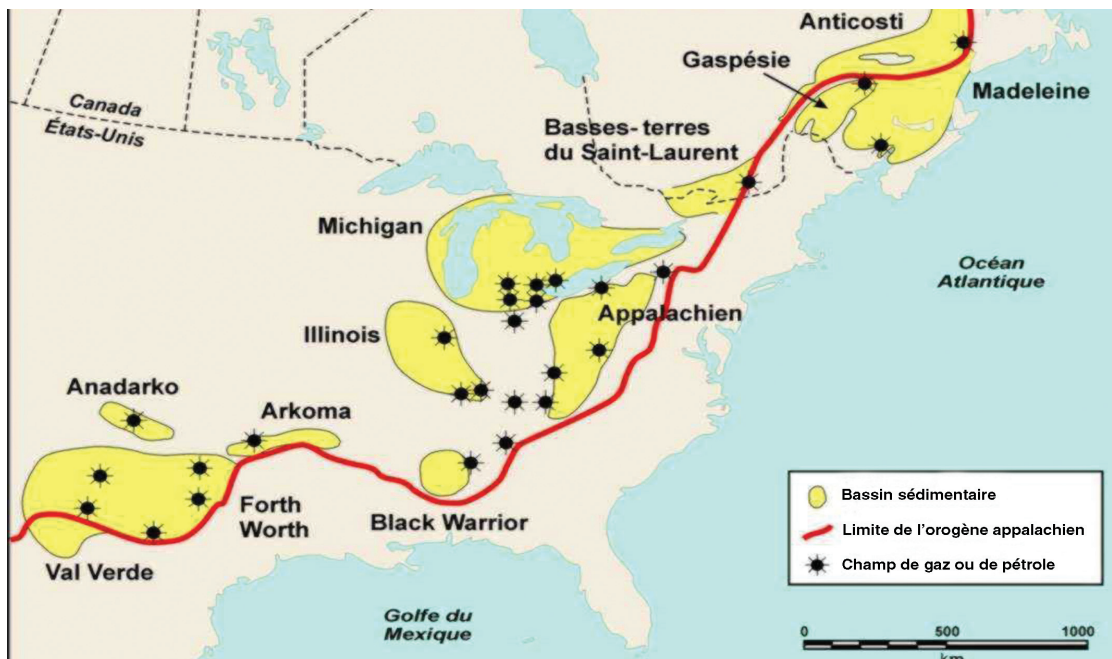 Anticosti
Gaspésie
Madeleine
Canada
États-Unis
Basses- terres
du Saint-Laurent
Michigan
Océan
Atlantique
Appalachien
Illinois
Anadarko
Arkoma
Forth
Worth
Black Warrior
Val Verde
Golfe du
Mexique
Bassin sédimentaire
Limite de l'orogène appalachien
Champ de gaz ou de pétrole
0 500 1000
km